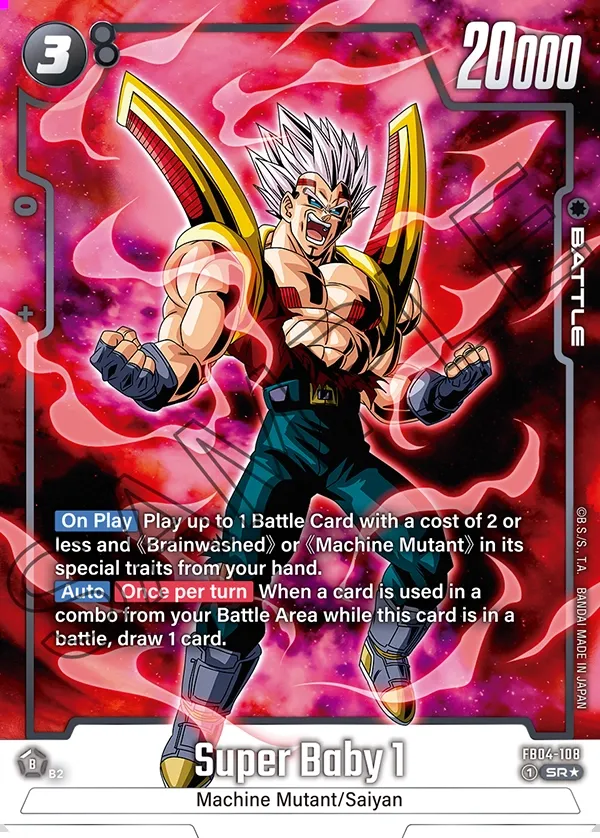 3
8
20000
0
+
BATTLE
SAMPLE
On Play Play up to 1 Battle Card with a cost of 2 or
less and 《Brainwashed》 or 《Machine Mutant》 in its
special traits from your hand.
Auto Once per turn When a card is used in a
combo from your Battle Area while this card is in a
battle, draw 1 card.
©B.S./S., T.A. BANDAI MADE IN JAPAN
B
B2
Super Baby 1
FB04-108
1 SR★
Machine Mutant/Saiyan